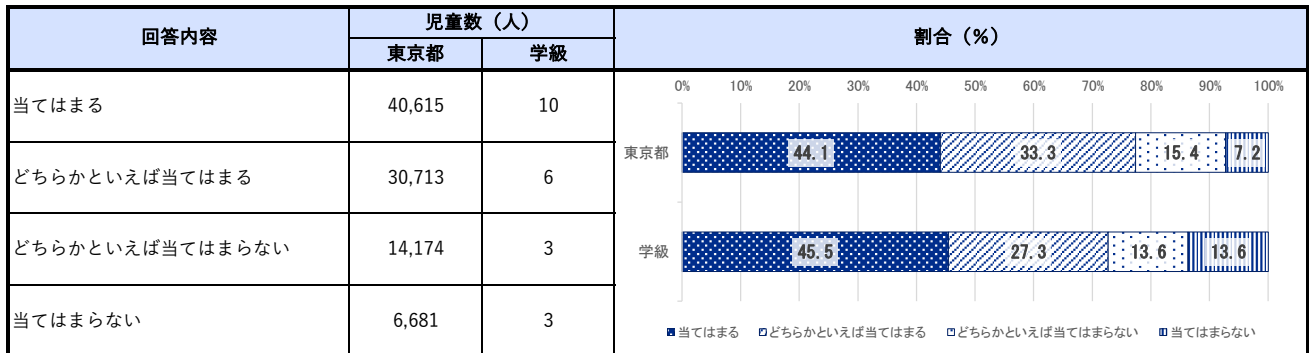 回答内容 児童数（人） 割合（%）
東京都 学級
当てはまる 40,615 10
どちらかといえば当てはまる 30,713 6
どちらかといえば当てはまらない 14,174 3
当てはまらない 6,681 3
0% 10% 20% 30% 40% 50% 60% 70% 80% 90% 100%
東京都 44.1 33.3 15.4 7.2
学級 45.5 27.3 13.6 13.6
当てはまる どちらかといえば当てはまる どちらかといえば当てはまらない 当てはまらない